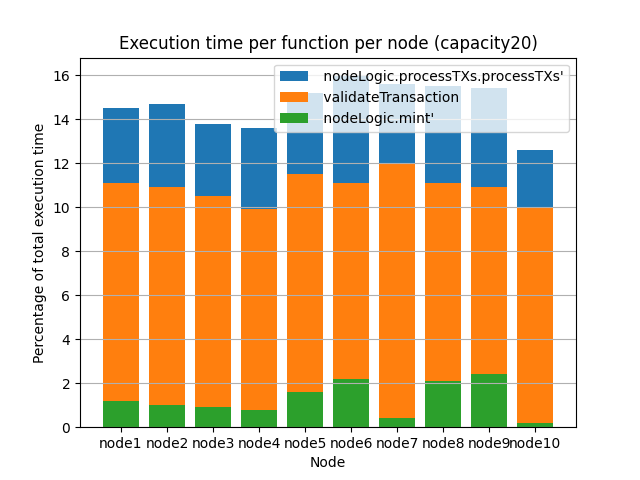 Execution time per function per node (capacity20)
nodeLogic.processTXs.processTXs'
validateTransaction
nodeLogic.mint'
Percentage of total execution time
16
14
12
10
8
6
4
2
0
node1 node2 node3 node4 node5 node6 node7 node8 node9 node10
Node